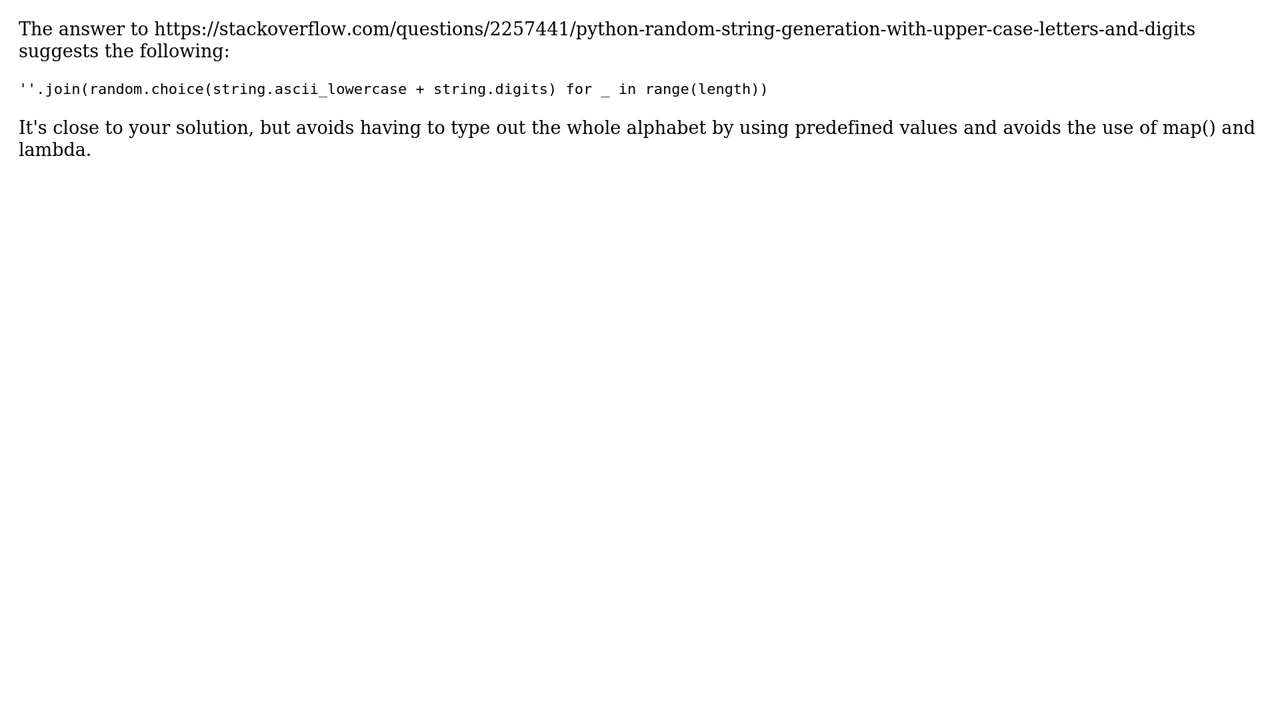 The answer to https://stackoverflow.com/questions/2257441/python-random-string-generation-with-upper-case-letters-and-digits
suggests the following:
''.join(random.choice(string.ascii_lowercase + string.digits) for _ in range(length))
It's close to your solution, but avoids having to type out the whole alphabet by using predefined values and avoids the use of map() and
lambda.